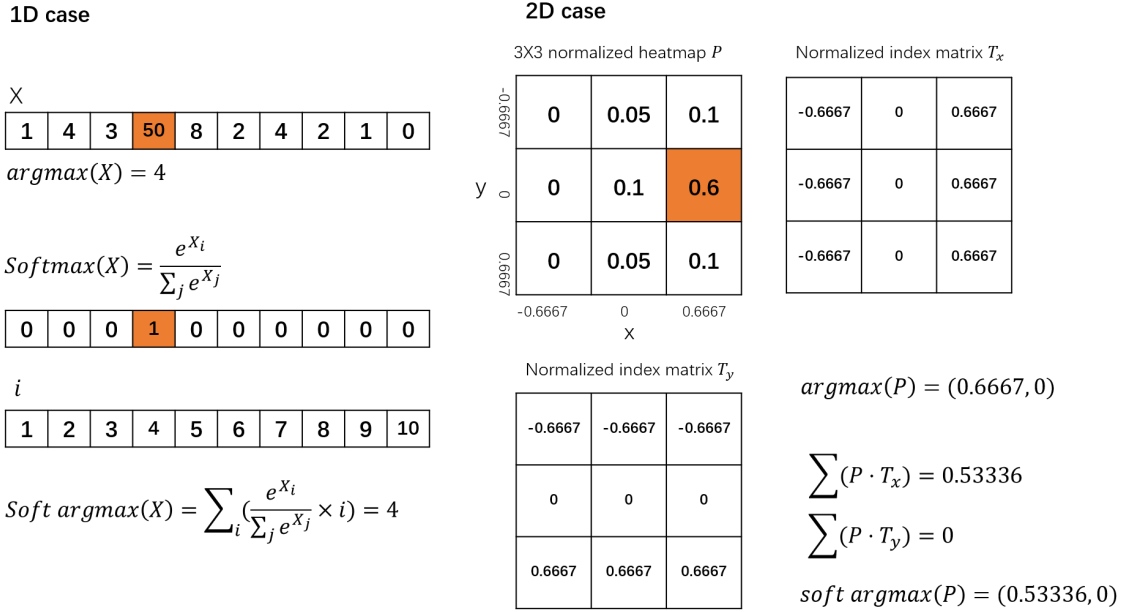 1D case
X
1 4 3 50 8 2 4 2 1 0
argmax(X) = 4
Softmax(X) = e^{X_i} / ∑_j e^{X_j}
0 0 0 1 0 0 0 0 0 0
i
1 2 3 4 5 6 7 8 9 10
Soft argmax(X) = ∑_i (e^{X_i} / ∑_j e^{X_j} × i) = 4
2D case
3X3 normalized heatmap P
-0.6667 0 0.05 0.1
y 0 0 0.1 0.6
0.6667 0 0.05 0.1
-0.6667 0 0.6667
X
Normalized index matrix T_x
-0.6667 0 0.6667
-0.6667 0 0.6667
-0.6667 0 0.6667
Normalized index matrix T_y
-0.6667 -0.6667 -0.6667
0 0 0
0.6667 0.6667 0.6667
argmax(P) = (0.6667, 0)
∑(P · T_x) = 0.53336
∑(P · T_y) = 0
soft argmax(P) = (0.53336, 0)